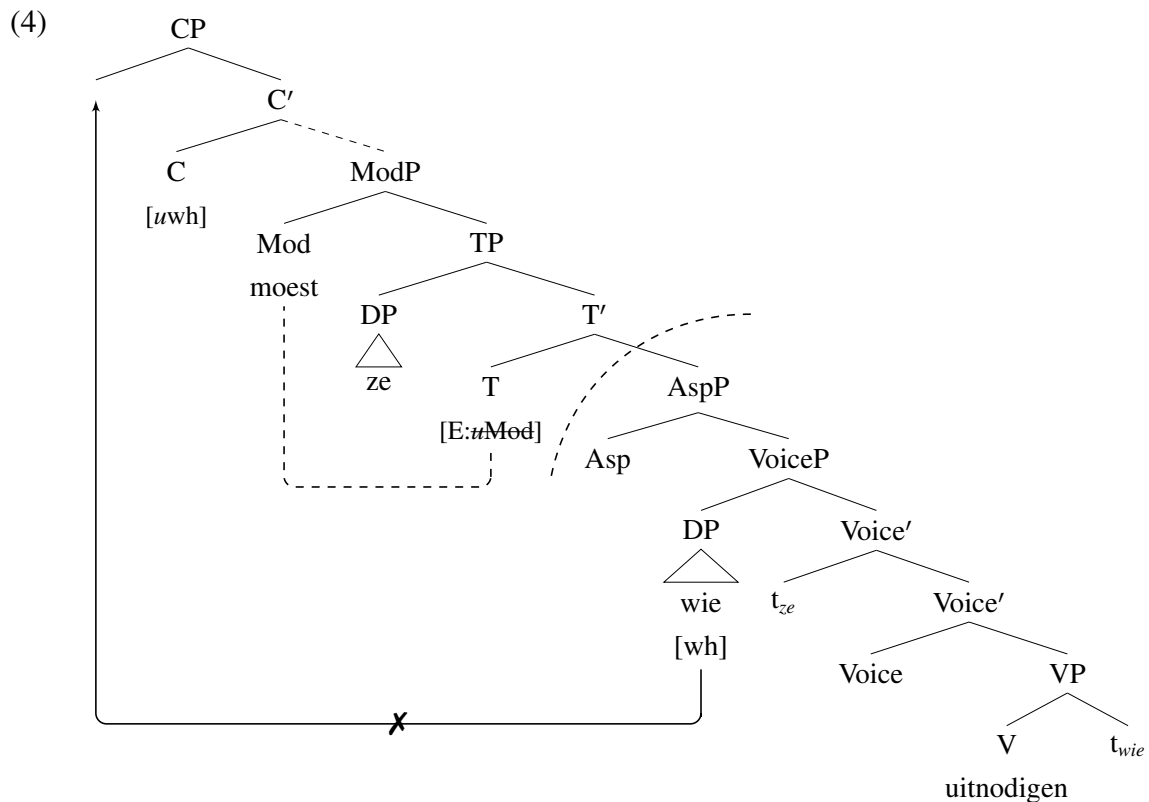 (4)
CP
C′
C ModP
[uwh]
Mod TP
moest
DP T′
ze T AspP
[E:uMod]
Asp VoiceP
DP Voice′
wie t_ze Voice′
[wh]
Voice VP
✗
V t_wie
uitnodigen